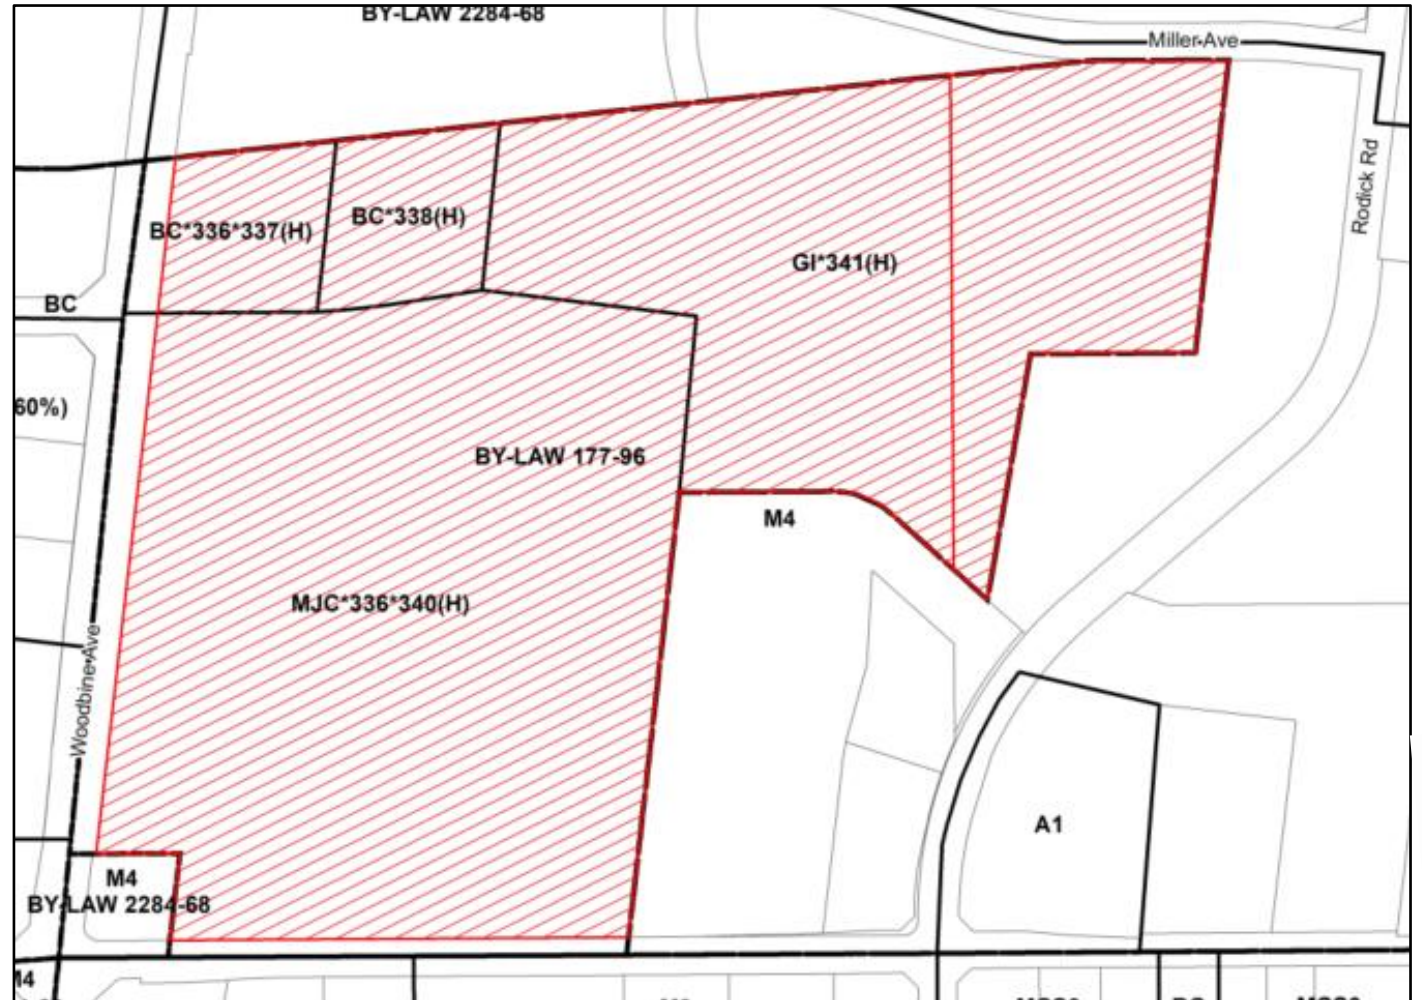 BY-LAW 2284-68
Miller Ave
Rodick Rd
BC*336*337(H)
BC*338(H)
GI*341(H)
BC
60%)
BY-LAW 177-96
M4
MJC*336*340(H)
Woodbine Ave
A1
M4
BY-LAW 2284-68